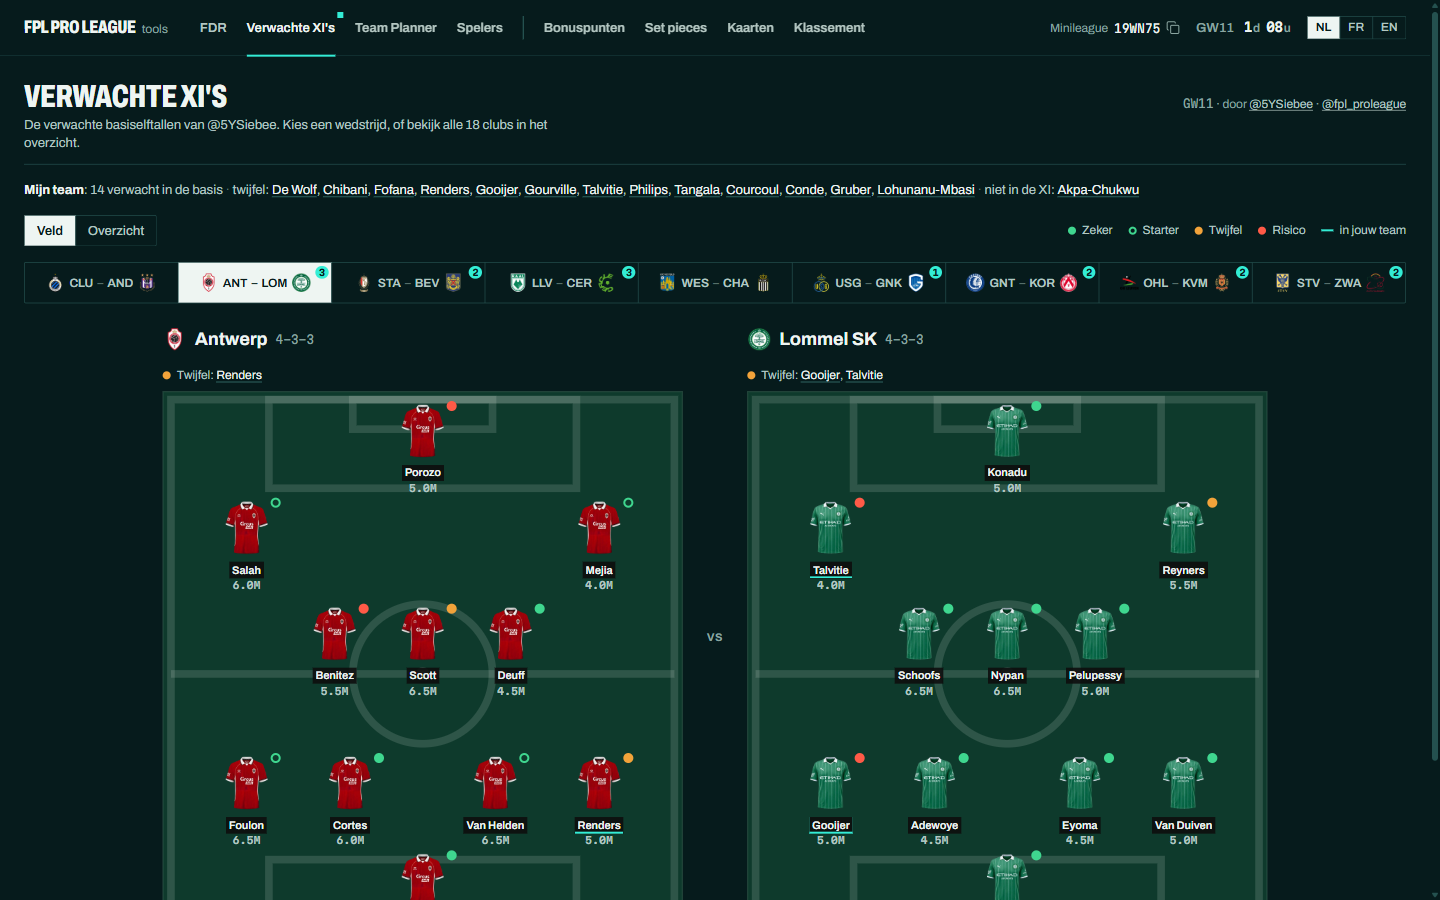 FPL PRO LEAGUE tools FDR Verwachte XI's Team Planner Spelers Bonuspunten Set pieces Kaarten Klassement Minileague 19WN75 GW11 1d 08u NL FR EN
VERWACHTE XI'S
GW11 · door @5YSiebee · @fpl_proleague
De verwachte basiselftallen van @5YSiebee. Kies een wedstrijd, of bekijk alle 18 clubs in het
overzicht.
Mijn team: 14 verwacht in de basis · twijfel: De Wolf, Chibani, Fofana, Renders, Gooijer, Gourville, Talvitie, Philips, Tangala, Courcoul, Conde, Gruber, Lohunanu-Mbasi · niet in de XI: Akpa-Chukwu
Veld Overzicht
Zeker Starter Twijfel Risico in jouw team
CLU – AND ANT – LOM 3 STA – BEV 2 LLV – CER 3 WES – CHA USG – GNK 1 GNT – KOR 2 OHL – KVM 2 STV – ZWA 2
Antwerp 4-3-3
Twijfel: Renders
Porozo
5.0M
Salah Mejia
6.0M 4.0M
Benitez Scott Deuff
5.5M 6.5M 4.5M
Foulon Cortes Van Helden Renders
6.5M 6.0M 6.5M 5.0M
vs
Lommel SK 4-3-3
Twijfel: Gooijer, Talvitie
Konadu
5.0M
Talvitie Reyners
4.0M 5.5M
Schoofs Nypan Pelupessy
6.5M 6.5M 5.0M
Gooijer Adewoye Eyoma Van Duiven
5.0M 4.5M 4.5M 5.0M